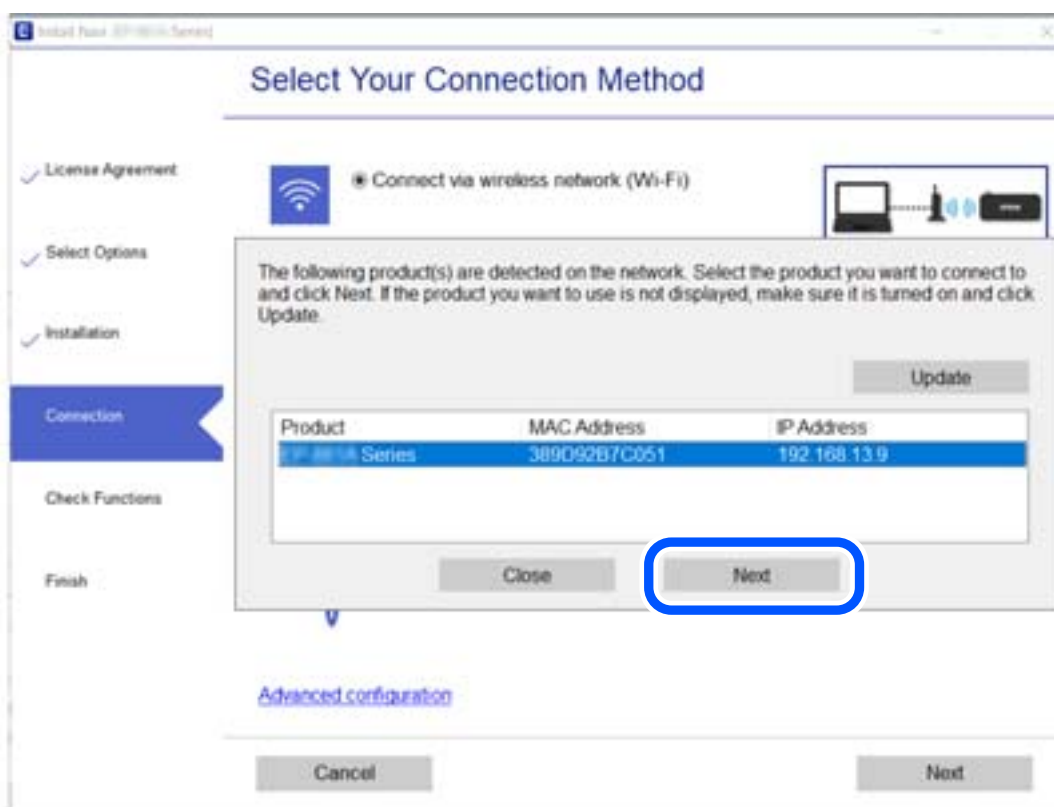 Series
Select Your Connection Method
License Agreement
Select Options
Installation
Connection
Check Functions
Finish
Connect via wireless network (Wi-Fi)
The following product(s) are detected on the network. Select the product you want to connect to
and click Next. If the product you want to use is not displayed, make sure it is turned on and click
Update.
Update
Product MAC Address IP Address
Series 389D92B7C051 192.168.13.9
Close Next
Advanced configuration
Cancel Next